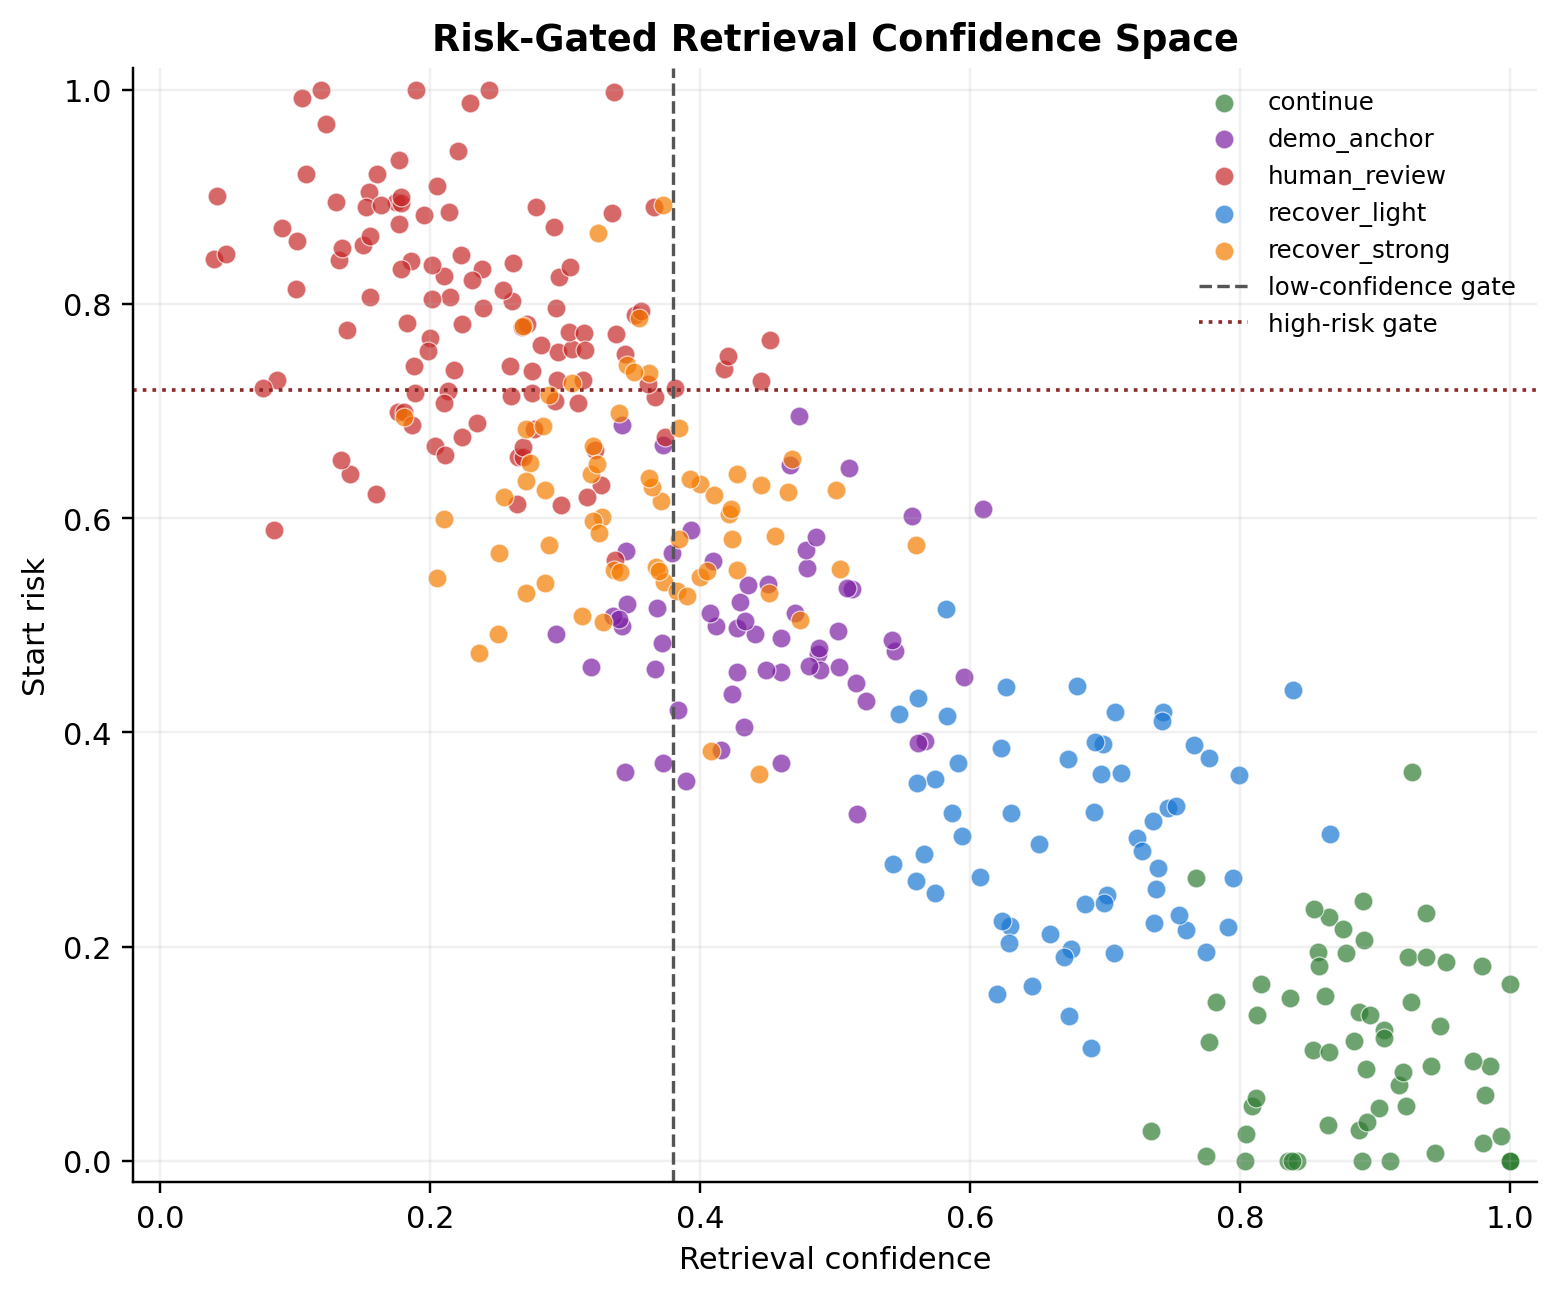 Risk-Gated Retrieval Confidence Space
continue
demo_anchor
human_review
recover_light
recover_strong
low-confidence gate
high-risk gate
Start risk
1.0
0.8
0.6
0.4
0.2
0.0
0.0 0.2 0.4 0.6 0.8 1.0
Retrieval confidence